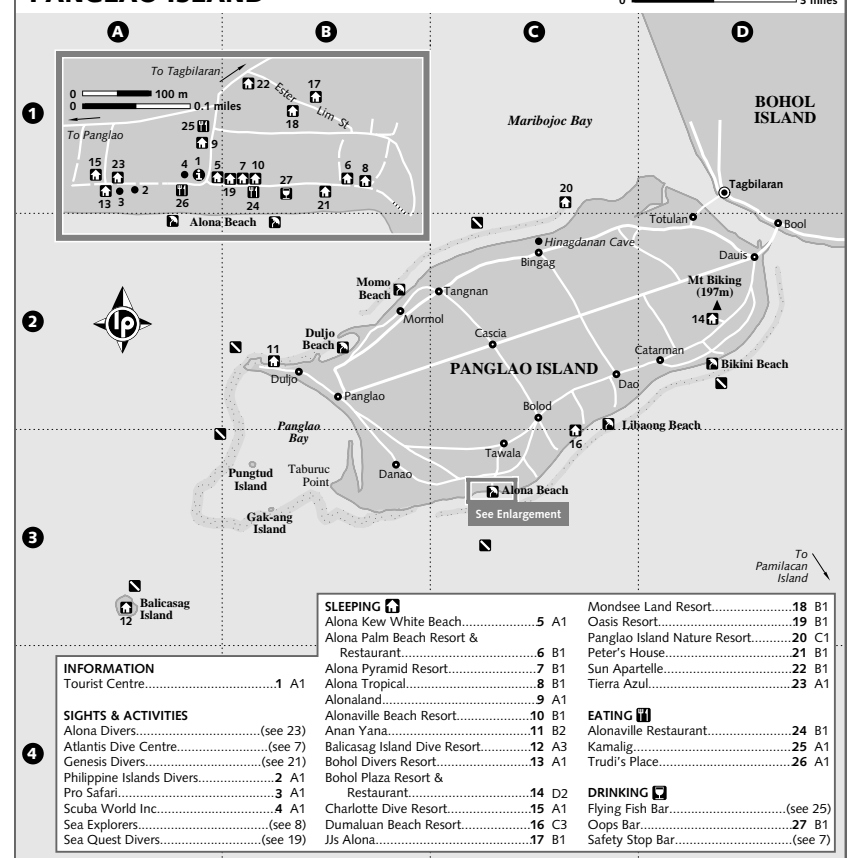 PANGLAO ISLAND
0 3 miles
A B C D
1
2
3
4
To Tagbilaran
0 100 m
0 0.1 miles
To Panglao
Ester Lim St
22
17
18
25
9
15
23
4
1
5
7
10
27
6
8
13
3
2
26
19
24
21
Alona Beach
Maribojoc Bay
BOHOL
ISLAND
Tagbilaran
20
Totulan
Bool
Hinagdanan Cave
Bingag
Dauis
Momo
Beach
Tangnan
Mt Biking
(197m)
14
Mormol
lp
Duljo
Beach
Cascia
11
Catarman
Duljo
PANGLAO ISLAND
Bikini Beach
Dao
Panglao
Bolod
Panglao
Bay
Libaong Beach
16
Tawala
Pungtud
Island
Taburuc
Point
Danao
Alona Beach
See Enlargement
Gak-ang
Island
To
Pamilacan
Island
Balicasag
Island
12
INFORMATION
Tourist Centre...1 A1
SIGHTS & ACTIVITIES
Alona Divers...(see 23)
Atlantis Dive Centre...(see 7)
Genesis Divers...(see 21)
Philippine Islands Divers...2 A1
Pro Safari...3 A1
Scuba World Inc...4 A1
Sea Explorers...(see 8)
Sea Quest Divers...(see 19)
SLEEPING
Alona Kew White Beach...5 A1
Alona Palm Beach Resort &
Restaurant...6 B1
Alona Pyramid Resort...7 B1
Alona Tropical...8 B1
Alonaland...9 A1
Alonaville Beach Resort...10 B1
Anan Yana...11 B2
Balicasag Island Dive Resort...12 A3
Bohol Divers Resort...13 A1
Bohol Plaza Resort &
Restaurant...14 D2
Charlotte Dive Resort...15 A1
Dumaluan Beach Resort...16 C3
JJs Alona...17 B1
Mondsee Land Resort...18 B1
Oasis Resort...19 B1
Panglao Island Nature Resort...20 C1
Peter's House...21 B1
Sun Apartelle...22 B1
Tierra Azul...23 A1
EATING
Alonaville Restaurant...24 B1
Kamalig...25 A1
Trudi's Place...26 A1
DRINKING
Flying Fish Bar...(see 25)
Oops Bar...27 B1
Safety Stop Bar...(see 7)